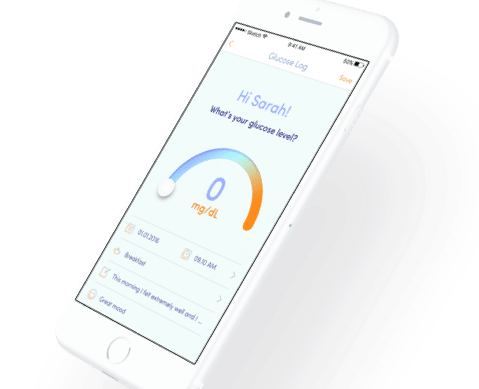 Sketch
9:41 AM
50%
Glucose Log
Save
Hi Sarah!
What's your glucose level?
0
mg/dL
01.01.2016
09.10 AM
Breakfast
This morning i felt extremely well and I ...
Great mood